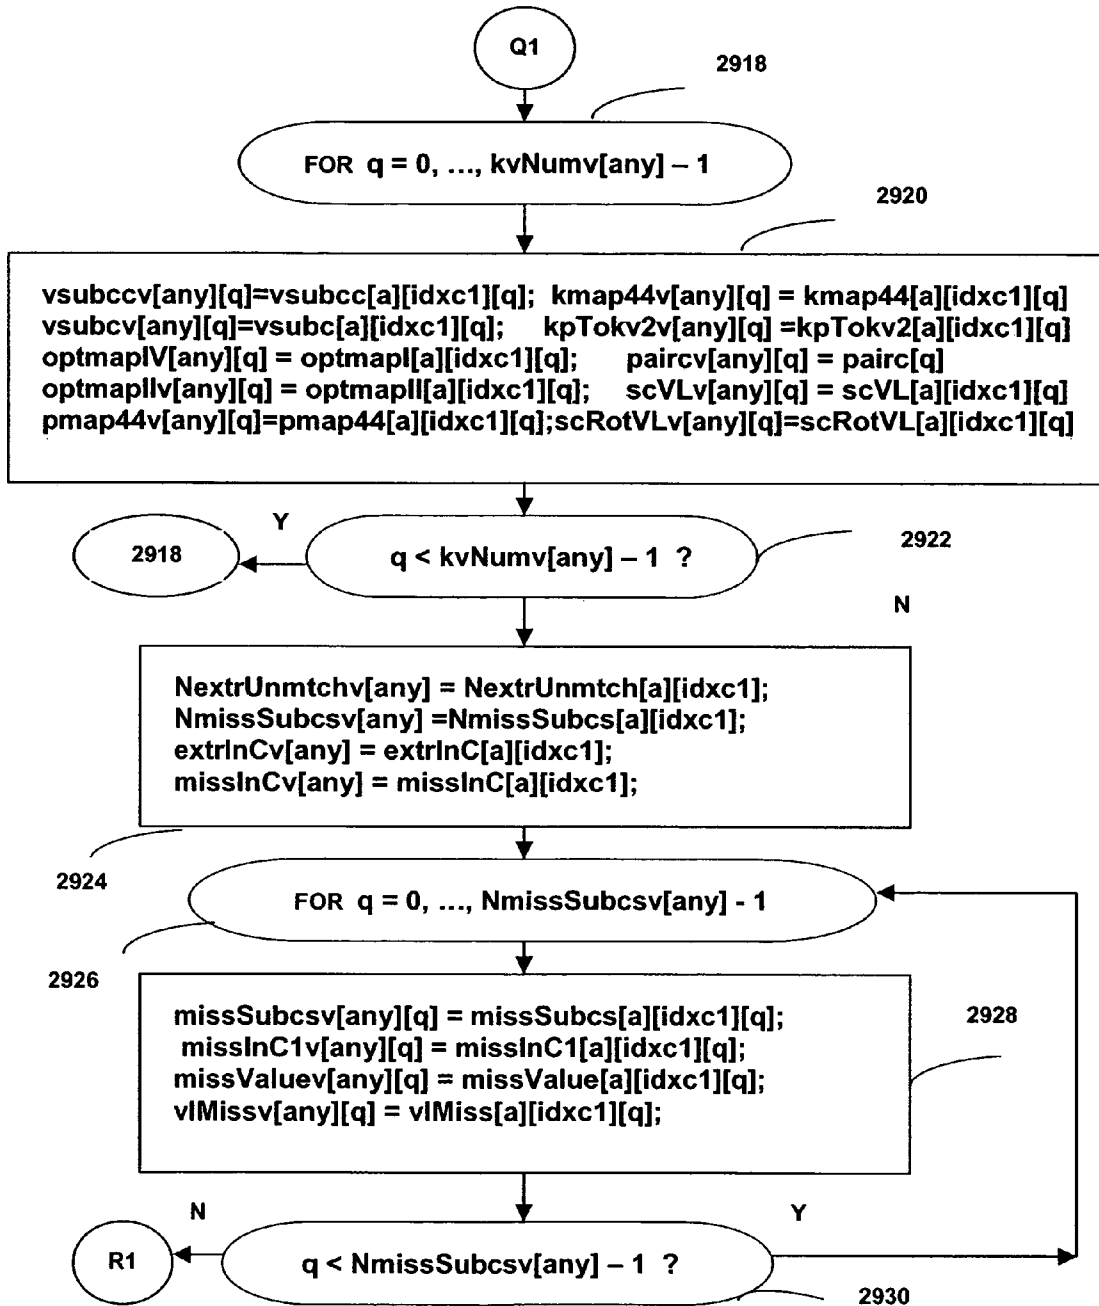 Q1
2918
FOR q = 0, ..., kvNumv[any] – 1
2920
vsubccv[any][q]=vsubcc[a][idxc1][q]; kmap44v[any][q] = kmap44[a][idxc1][q]
vsubcv[any][q]=vsubc[a][idxc1][q]; kpTokv2v[any][q] =kpTokv2[a][idxc1][q]
optmapIV[any][q] = optmapI[a][idxc1][q]; paircv[any][q] = pairc[q]
optmapIIv[any][q] = optmapII[a][idxc1][q]; scVLv[any][q] = scVL[a][idxc1][q]
pmap44v[any][q]=pmap44[a][idxc1][q];scRotVLv[any][q]=scRotVL[a][idxc1][q]
Y
2918
q < kvNumv[any] – 1 ?
2922
N
NextrUnmtchv[any] = NextrUnmtch[a][idxc1];
NmissSubcsv[any] =NmissSubcs[a][idxc1];
extrInCv[any] = extrInC[a][idxc1];
missInCv[any] = missInC[a][idxc1];
2924
FOR q = 0, ..., NmissSubcsv[any] - 1
2926
missSubcsv[any][q] = missSubcs[a][idxc1][q];
missInC1v[any][q] = missInC1[a][idxc1][q];
missValuev[any][q] = missValue[a][idxc1][q];
vlMissv[any][q] = vlMiss[a][idxc1][q];
2928
N
Y
R1
q < NmissSubcsv[any] – 1 ?
2930